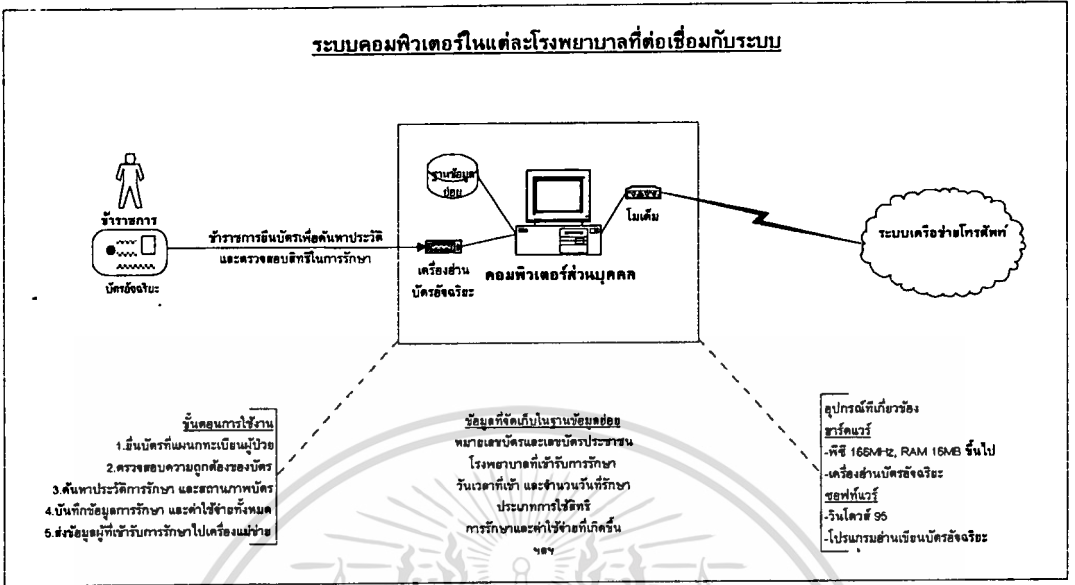 ระบบคอมพิวเตอร์ในแต่ละโรงพยาบาลที่ต่อเชื่อมกับระบบ
ข้าราชการ
บัตรอัจฉริยะ
ข้าราชการยื่นบัตรเพื่อค้นหาประวัติ
และตรวจสอบสิทธิในการรักษา
ฐานข้อมูล
ย่อย
เครื่องอ่าน
บัตรอัจฉริยะ
คอมพิวเตอร์ส่วนบุคคล
โมเด็ม
ระบบเครือข่ายโทรศัพท์
ขั้นตอนการใช้งาน
1.ยื่นบัตรที่แผนกทะเบียนผู้ป่วย
2.ตรวจสอบความถูกต้องของบัตร
3.ค้นหาประวัติการรักษา และสถานภาพบัตร
4.บันทึกข้อมูลการรักษา และค่าใช้จ่ายทั้งหมด
5.ส่งข้อมูลผู้ที่เข้ารับการรักษาไปเครื่องแม่ข่าย
ข้อมูลที่จัดเก็บในฐานข้อมูลย่อย
หมายเลขบัตรและเลขบัตรประชาชน
โรงพยาบาลที่เข้ารับการรักษา
วันเวลาที่เข้า และจำนวนวันที่รักษา
ประเภทการใช้สิทธิ
การรักษาและค่าใช้จ่ายที่เกิดขึ้น
ฯลฯ
อุปกรณ์ที่เกี่ยวข้อง
ฮาร์ดแวร์
-พีซี 166MHz, RAM 16MB ขึ้นไป
-เครื่องอ่านบัตรอัจฉริยะ
ซอฟท์แวร์
-วินโดวส์ 95
-โปรแกรมอ่านเขียนบัตรอัจฉริยะ